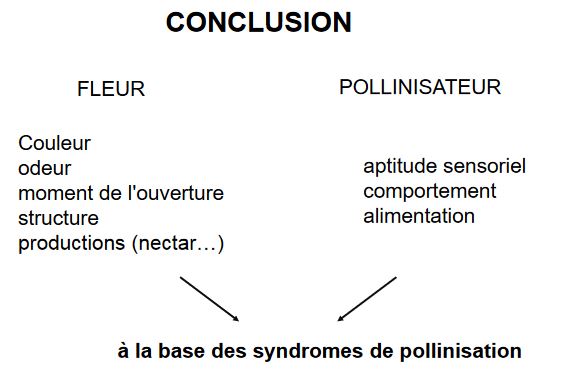 CONCLUSION
FLEUR
POLLINISATEUR
Couleur
odeur
moment de l'ouverture
structure
productions (nectar…)
aptitude sensoriel
comportement
alimentation
à la base des syndromes de pollinisation